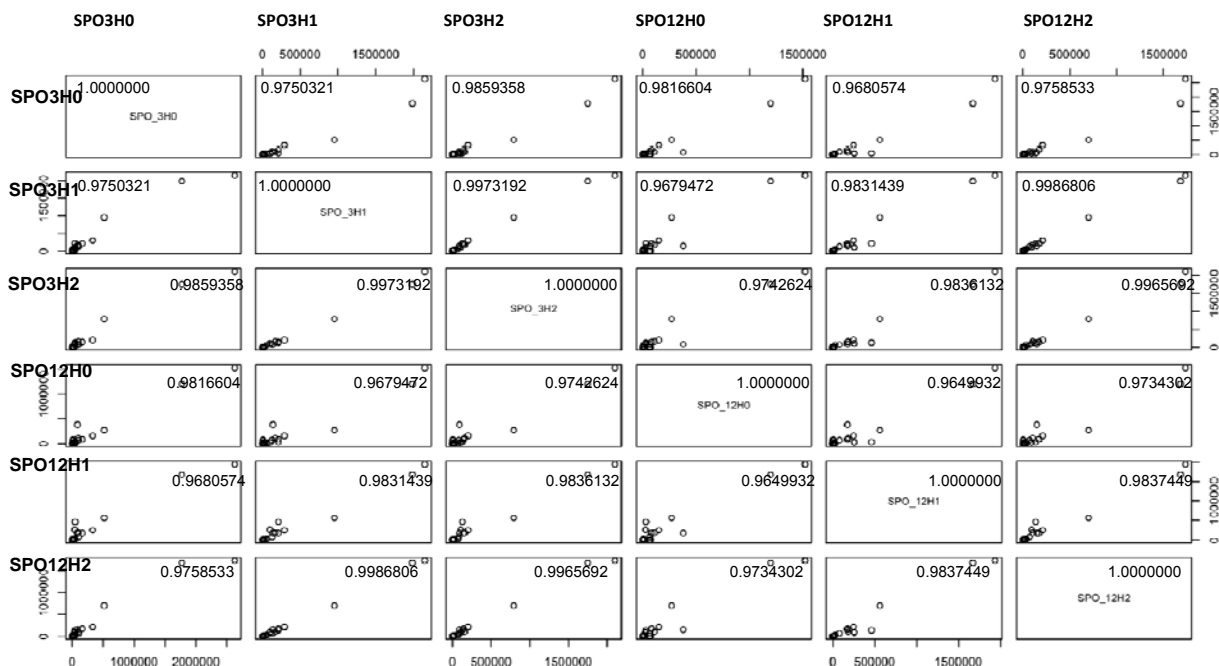 SPO3H0 SPO3H1 SPO3H2 SPO12H0 SPO12H1 SPO12H2
0 500000 1500000 0 500000 1500000 0 500000 1500000
SPO3H0 1.0000000 0.9750321 0.9859358 0.9816604 0.9680574 0.9758533
SPO_3H0
0 1500000
SPO3H1 0.9750321 1.0000000 0.9973192 0.9679472 0.9831439 0.9986806
SPO_3H1
0 1500000
SPO3H2 0.9859358 0.9973192 1.0000000 0.9742624 0.9836132 0.9965692
SPO_3H2
0 1500000
SPO12H0 0.9816604 0.9679472 0.9742624 1.0000000 0.9649932 0.9734302
SPO_12H0
0 1000000
SPO12H1 0.9680574 0.9831439 0.9836132 0.9649932 1.0000000 0.9837449
SPO_12H1
0 1000000
SPO12H2 0.9758533 0.9986806 0.9965692 0.9734302 0.9837449 1.0000000
SPO_12H2
0 1000000
0 1000000 2000000 0 500000 1500000 0 500000 2000000